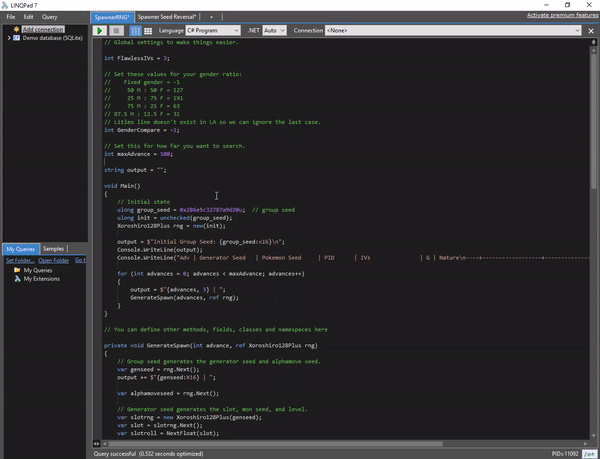 LINQPad 7
File Edit Query
Add connection
Demo database (SQLite)
My Queries Samples
Set Folder... Open Folder Go t
My Queries
My Extensions
SpawnerRNG* Spawner Seed Reversal* +
Activate premium features
Language C# Program .NET Auto Connection <None>
// Global settings to make things easier.
int FlawlessIVs = 3;
// Set these values for your gender ratio:
// Fixed gender = -1
// 50 M : 50 F = 127
// 25 M : 75 F = 191
// 75 M : 25 F = 63
// 87.5 M : 12.5 F = 31
// Litleo line doesn't exist in LA so we can ignore the last case.
int GenderCompare = -1;
// Set this for how far you want to search.
int maxAdvance = 100;
string output = "";
void Main()
{
// Initial state
ulong group_seed = 0x286e5c32787a9d20u; // group seed
ulong init = unchecked(group_seed);
Xoroshiro128Plus rng = new(init);
output = $"Initial Group Seed: {group_seed:x16}\n";
Console.WriteLine(output);
Console.WriteLine("Adv | Generator Seed | Pokemon Seed | PID | IVs | G | Nature\n----+------------------+-----------------
for (int advances = 0; advances < maxAdvance; advances++)
{
output = $"{advances, 3} | ";
GenerateSpawn(advances, ref rng);
}
}
// You can define other methods, fields, classes and namespaces here
private void GenerateSpawn(int advance, ref Xoroshiro128Plus rng)
{
// Group seed generates the generator seed and alphamove seed.
var genseed = rng.Next();
output += $"{genseed:X16} | ";
var alphamoveseed = rng.Next();
// Generator seed generates the slot, mon seed, and level.
var slotrng = new Xoroshiro128Plus(genseed);
var slot = slotrng.Next();
var slotroll = NextFloat(slot);
Query successful (0.532 seconds optimized)
PID=11092 /o+